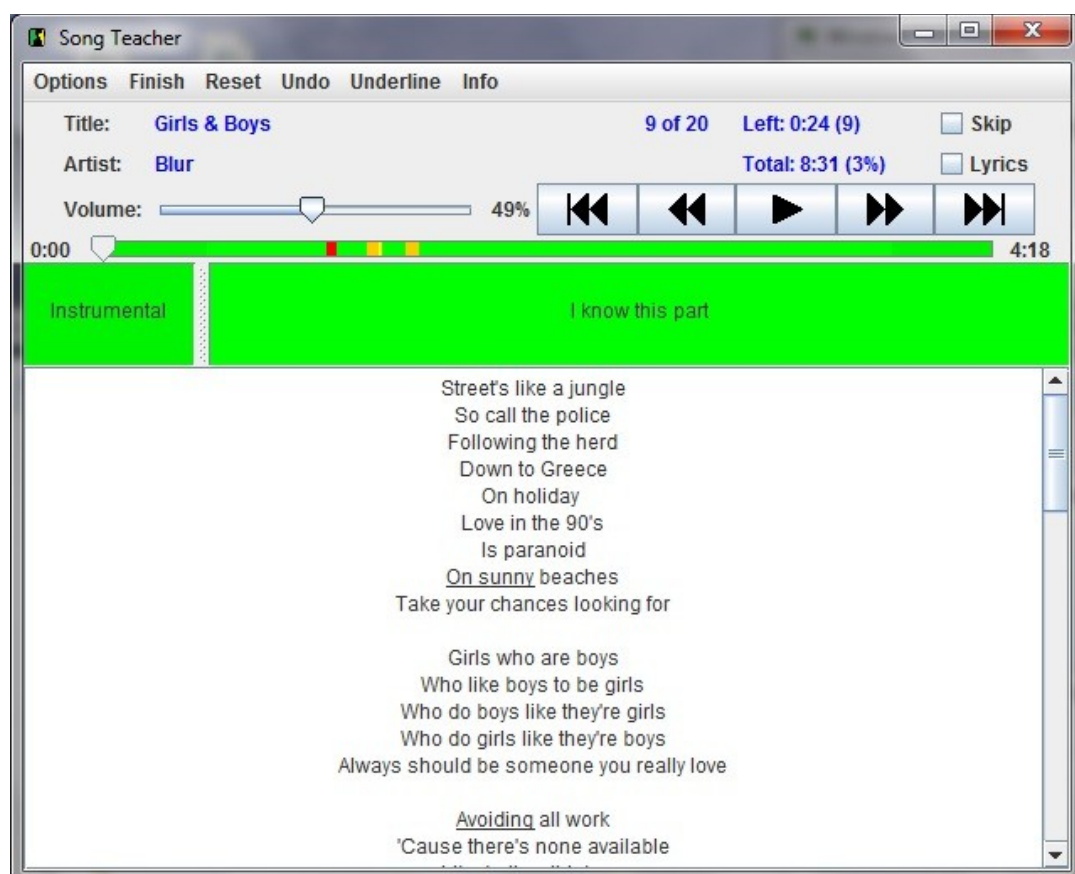 Song Teacher
Options Finish Reset Undo Underline Info
Title: Girls & Boys 9 of 20 Left: 0:24 (9) Skip
Artist: Blur Total: 8:31 (3%) Lyrics
Volume: 49%
0:00 4:18
Instrumental I know this part
Street's like a jungle
So call the police
Following the herd
Down to Greece
On holiday
Love in the 90's
Is paranoid
On sunny beaches
Take your chances looking for
Girls who are boys
Who like boys to be girls
Who do boys like they're girls
Who do girls like they're boys
Always should be someone you really love
Avoiding all work
'Cause there's none available